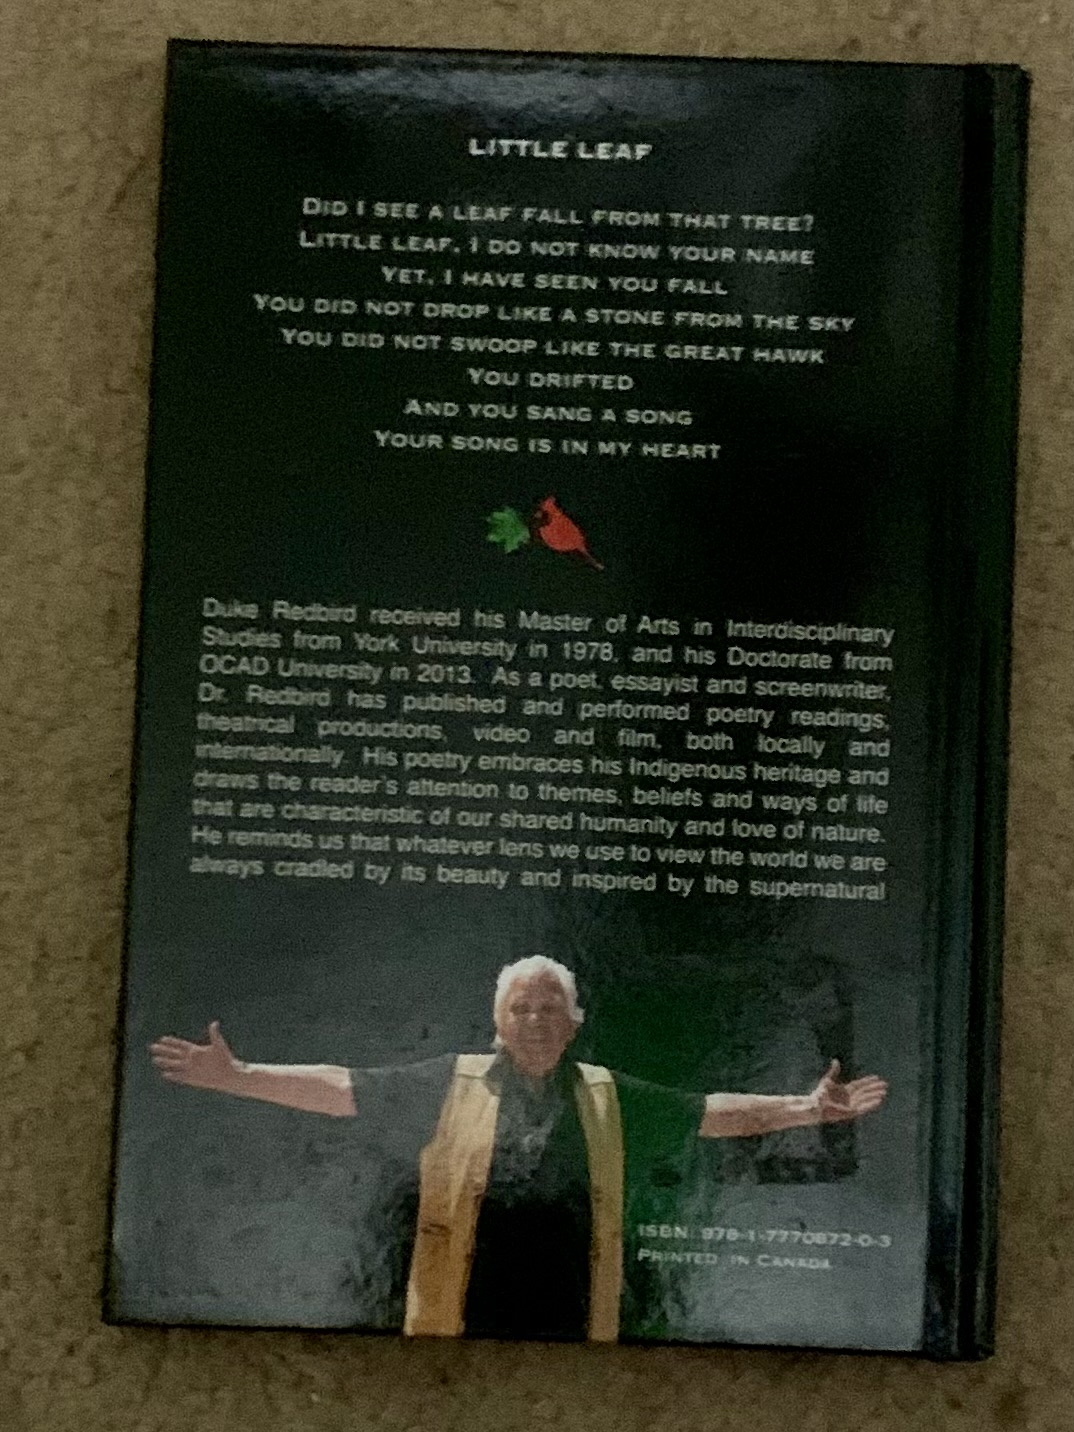 LITTLE LEAF
DID I SEE A LEAF FALL FROM THAT TREE?
LITTLE LEAF, I DO NOT KNOW YOUR NAME
YET, I HAVE SEEN YOU FALL
YOU DID NOT DROP LIKE A STONE FROM THE SKY
YOU DID NOT SWOOP LIKE THE GREAT HAWK
YOU DRIFTED
AND YOU SANG A SONG
YOUR SONG IS IN MY HEART
Duke Redbird received his Master of Arts in Interdisciplinary
Studies from York University in 1978, and his Doctorate from
OCAD University in 2013. As a poet, essayist and screenwriter,
Dr. Redbird has published and performed poetry readings,
theatrical productions, video and film, both locally and
internationally. His poetry embraces his Indigenous heritage and
draws the reader's attention to themes, beliefs and ways of life
that are characteristic of our shared humanity and love of nature.
He reminds us that whatever lens we use to view the world we are
always cradled by its beauty and inspired by the supernatural
ISBN: 978-1-7770872-0-3
PRINTED IN CANADA